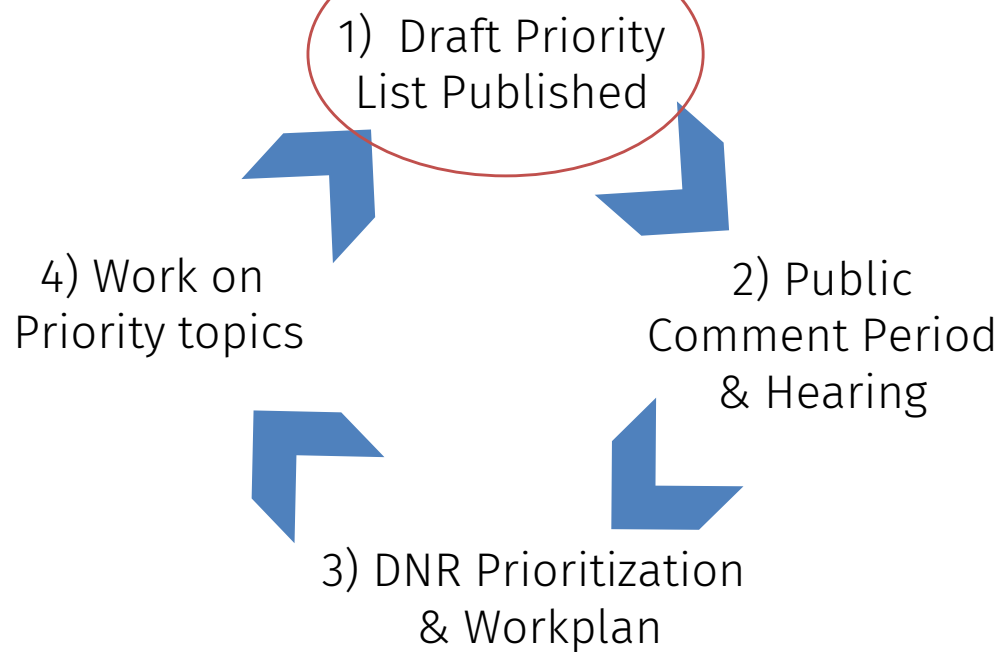 1) Draft Priority
List Published
2) Public
Comment Period
& Hearing
3) DNR Prioritization
& Workplan
4) Work on
Priority topics